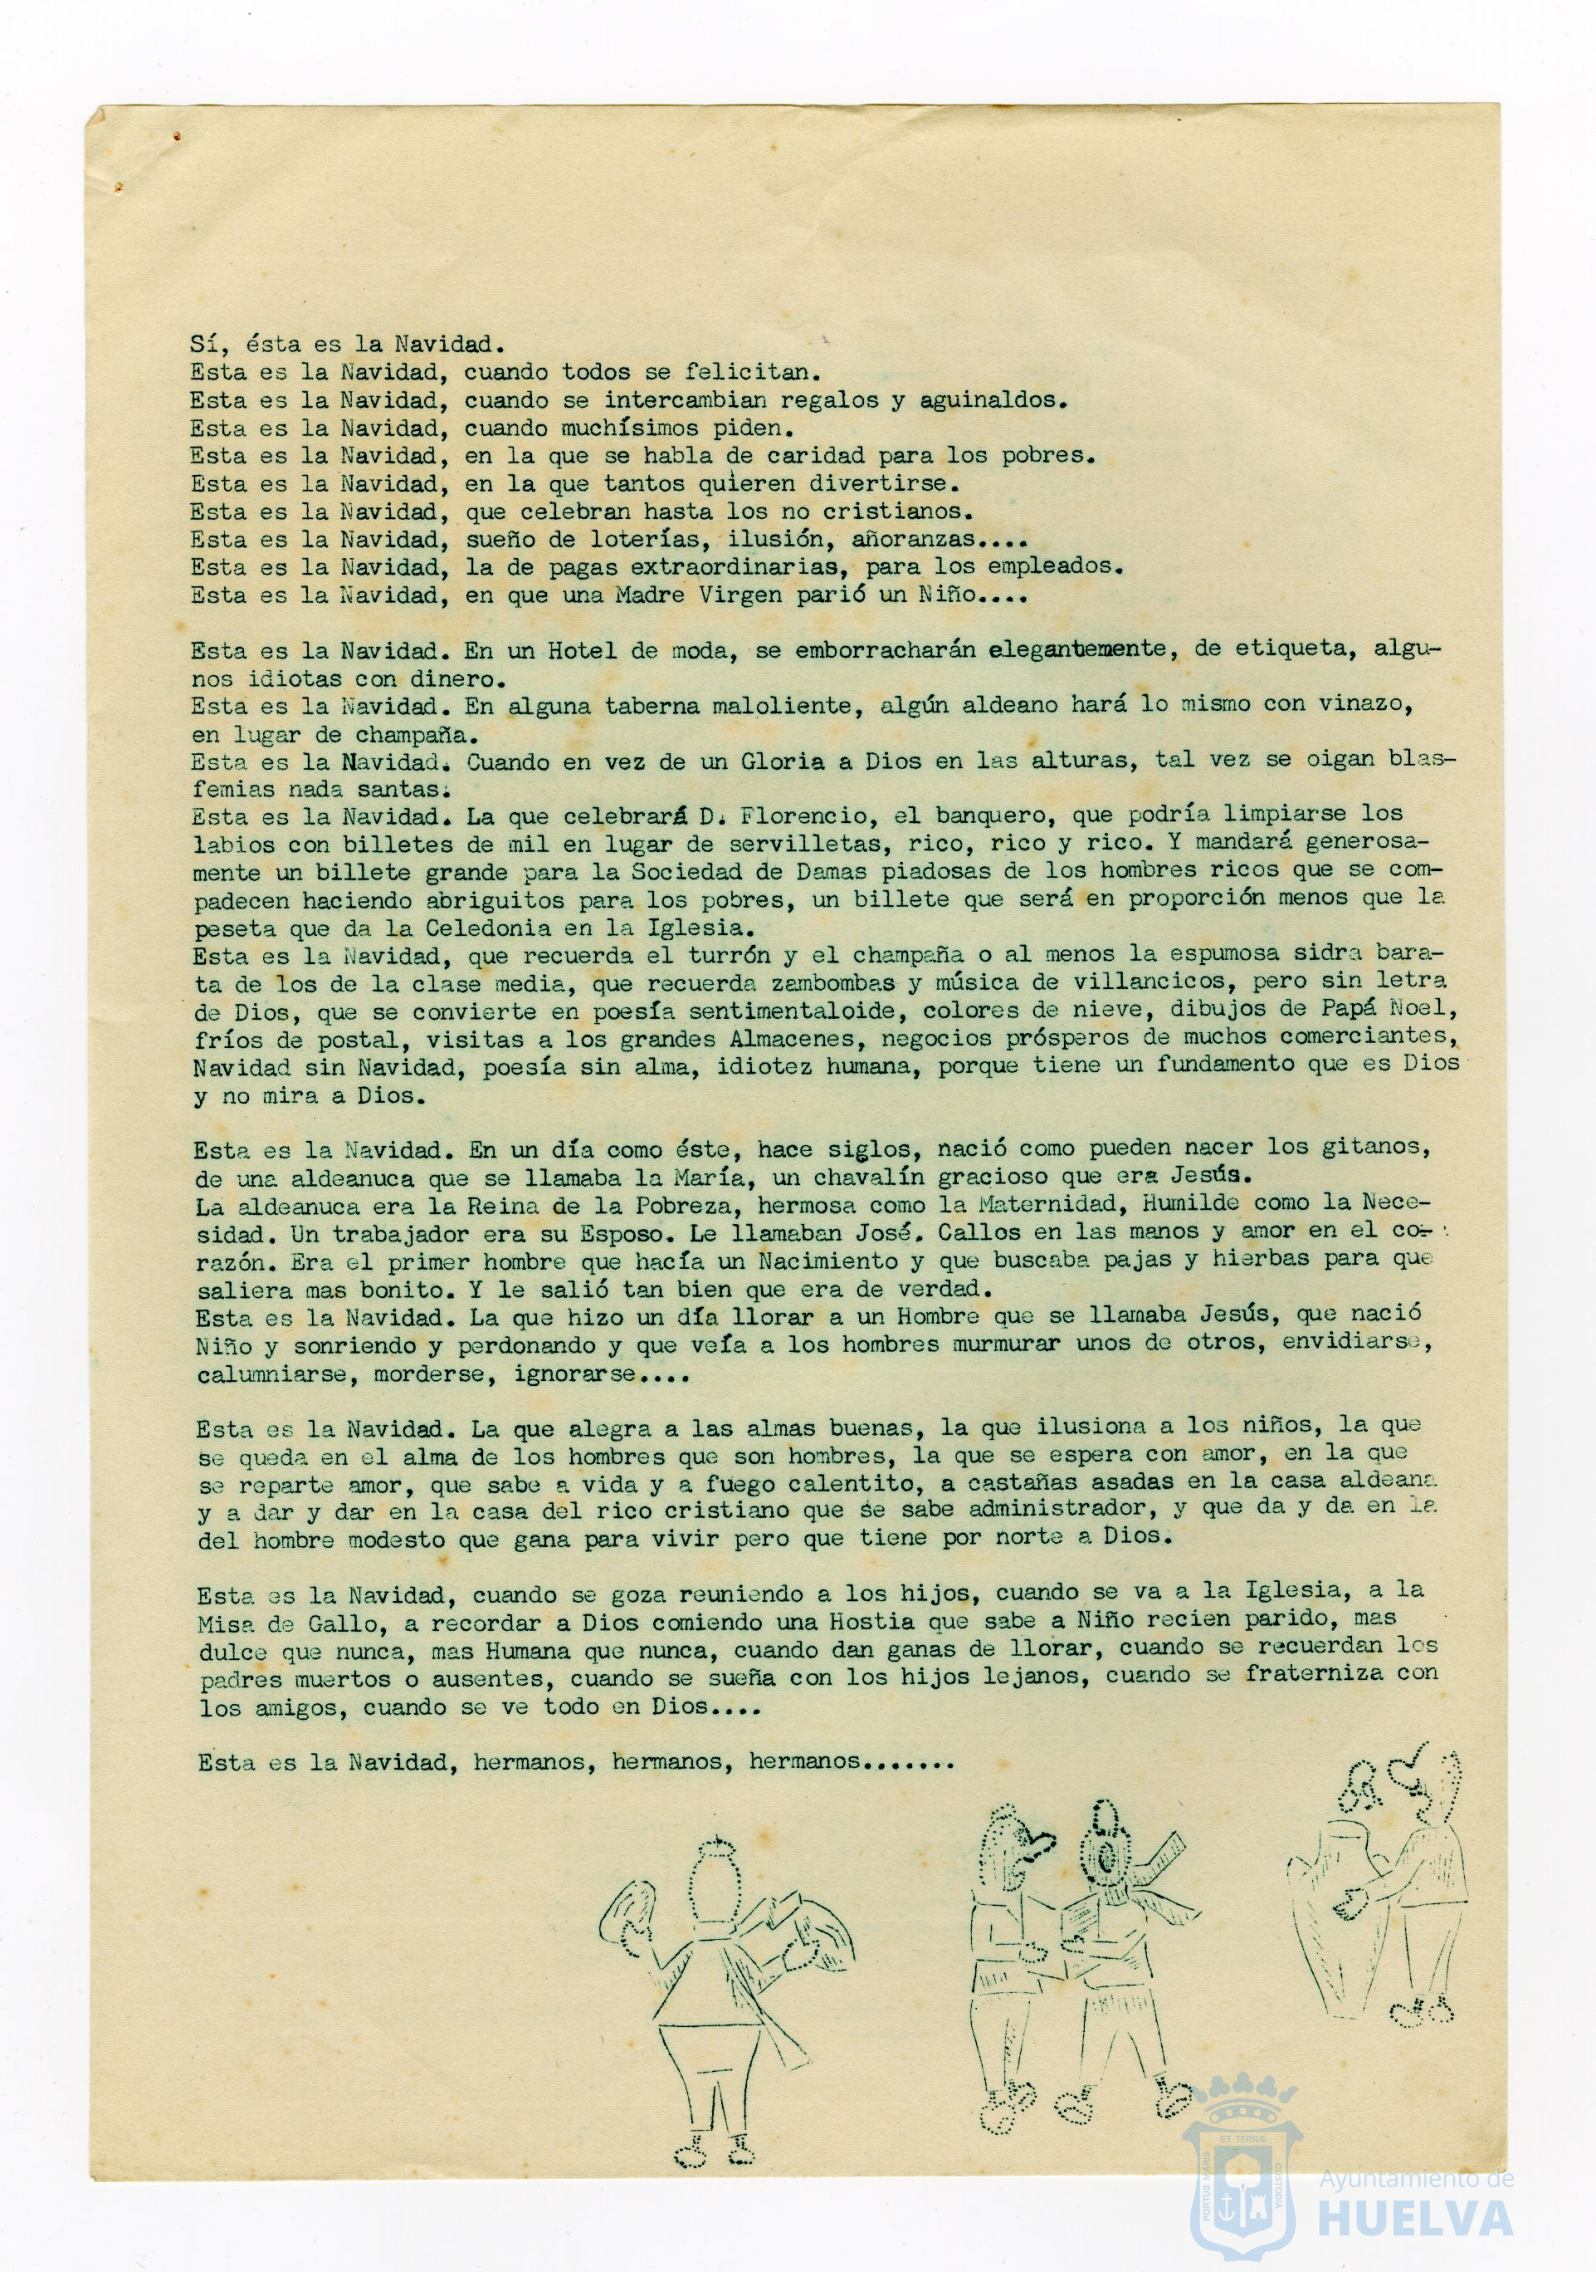 Sí, ésta es la Navidad.
Esta es la Navidad, cuando todos se felicitan.
Esta es la Navidad, cuando se intercambian regalos y aguinaldos.
Esta es la Navidad, cuando muchísimos piden.
Esta es la Navidad, en la que se habla de caridad para los pobres.
Esta es la Navidad, en la que tantos quieren divertirse.
Esta es la Navidad, que celebran hasta los no cristianos.
Esta es la Navidad, sueño de loterías, ilusión, añoranzas....
Esta es la Navidad, la de pagas extraordinarias, para los empleados.
Esta es la Navidad, en que una Madre Virgen parió un Niño....
Esta es la Navidad. En un Hotel de moda, se emborracharán elegantemente, de etiqueta, algu-
nos idiotas con dinero.
Esta es la Navidad. En alguna taberna maloliente, algún aldeano hará lo mismo con vinazo,
en lugar de champaña.
Esta es la Navidad. Cuando en vez de un Gloria a Dios en las alturas, tal vez se oigan blas-
femias nada santas.
Esta es la Navidad. La que celebrará D. Florencio, el banquero, que podría limpiarse los
labios con billetes de mil en lugar de servilletas, rico, rico y rico. Y mandará generosa-
mente un billete grande para la Sociedad de Damas piadosas de los hombres ricos que se com-
padecen haciendo abriguitos para los pobres, un billete que será en proporción menos que la
peseta que da la Celedonia en la Iglesia.
Esta es la Navidad, que recuerda el turrón y el champaña o al menos la espumosa sidra bara-
ta de los de la clase media, que recuerda zambombas y música de villancicos, pero sin letra
de Dios, que se convierte en poesía sentimentaloide, colores de nieve, dibujos de Papá Noel,
fríos de postal, visitas a los grandes Almacenes, negocios prósperos de muchos comerciantes,
Navidad sin Navidad, poesía sin alma, idiotez humana, porque tiene un fundamento que es Dios
y no mira a Dios.
Esta es la Navidad. En un día como éste, hace siglos, nació como pueden nacer los gitanos,
de una aldeanuca que se llamaba la María, un chavalín gracioso que era Jesús.
La aldeanuca era la Reina de la Pobreza, hermosa como la Maternidad, Humilde como la Nece-
sidad. Un trabajador era su Esposo. Le llamaban José. Callos en las manos y amor en el co-
razón. Era el primer hombre que hacía un Nacimiento y que buscaba pajas y hierbas para que
saliera mas bonito. Y le salió tan bien que era de verdad.
Esta es la Navidad. La que hizo un día llorar a un Hombre que se llamaba Jesús, que nació
Niño y sonriendo y perdonando y que veía a los hombres murmurar unos de otros, envidiarse,
calumniarse, morderse, ignorarse....
Esta es la Navidad. La que alegra a las almas buenas, la que ilusiona a los niños, la que
se queda en el alma de los hombres que son hombres, la que se espera con amor, en la que
se reparte amor, que sabe a vida y a fuego calentito, a castañas asadas en la casa aldeana
y a dar y dar en la casa del rico cristiano que se sabe administrador, y que da y da en la
del hombre modesto que gana para vivir pero que tiene por norte a Dios.
Esta es la Navidad, cuando se goza reuniendo a los hijos, cuando se va a la Iglesia, a la
Misa de Gallo, a recordar a Dios comiendo una Hostia que sabe a Niño recien parido, mas
dulce que nunca, mas Humana que nunca, cuando dan ganas de llorar, cuando se recuerdan los
padres muertos o ausentes, cuando se sueña con los hijos lejanos, cuando se fraterniza con
los amigos, cuando se ve todo en Dios....
Esta es la Navidad, hermanos, hermanos, hermanos.......
PORTUS MARIS
ET TERRÆ
CUSTODIA
Ayuntamiento de
HUELVA